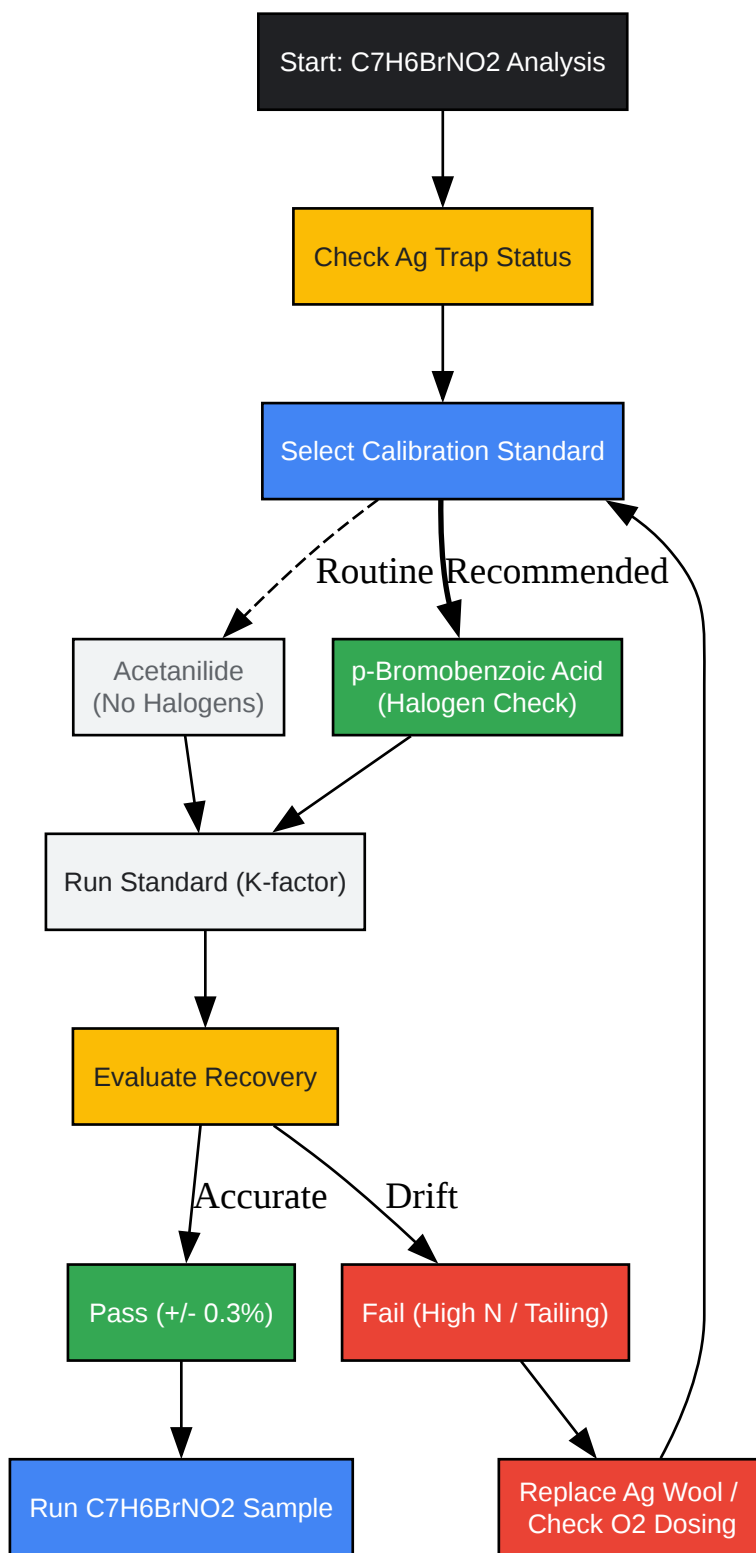 Start: C7H6BrNO2 Analysis
Check Ag Trap Status
Select Calibration Standard
Routine
Recommended
Acetanilide
(No Halogens)
p-Bromobenzoic Acid
(Halogen Check)
Run Standard (K-factor)
Evaluate Recovery
Accurate
Drift
Pass (+/- 0.3%)
Fail (High N / Tailing)
Run C7H6BrNO2 Sample
Replace Ag Wool /
Check O2 Dosing